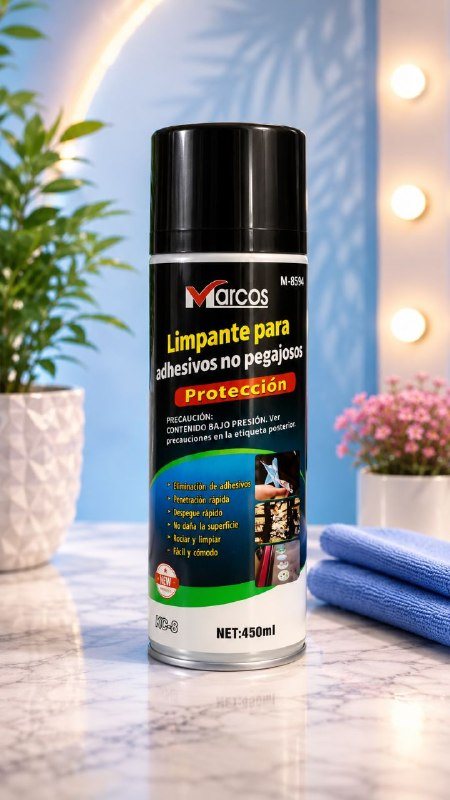 Marcos
M-8594
Limpante para
adhesivos no pegajosos
Protección
PRECAUCIÓN:
CONTENIDO BAJO PRESIÓN. Ver
precauciones en la etiqueta posterior.
Eliminación de adhesivos
Penetración rápida
Despegue rápido
No daña la superficie
Rociar y limpiar
Fácil y cómodo
NEW
KC-8
NET:450ml